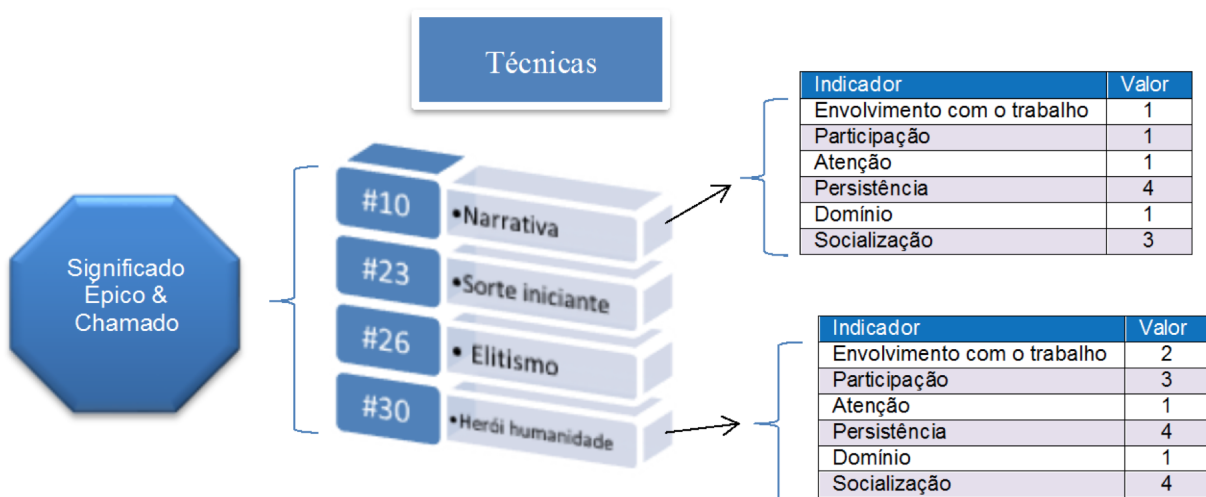 Técnicas
Significado
Épico &
Chamado
#10
•Narrativa
#23
•Sorte iniciante
#26
• Elitismo
#30
•Herói humanidade
Indicador Valor
Envolvimento com o trabalho 1
Participação 1
Atenção 1
Persistência 4
Domínio 1
Socialização 3
Indicador Valor
Envolvimento com o trabalho 2
Participação 3
Atenção 1
Persistência 4
Domínio 1
Socialização 4